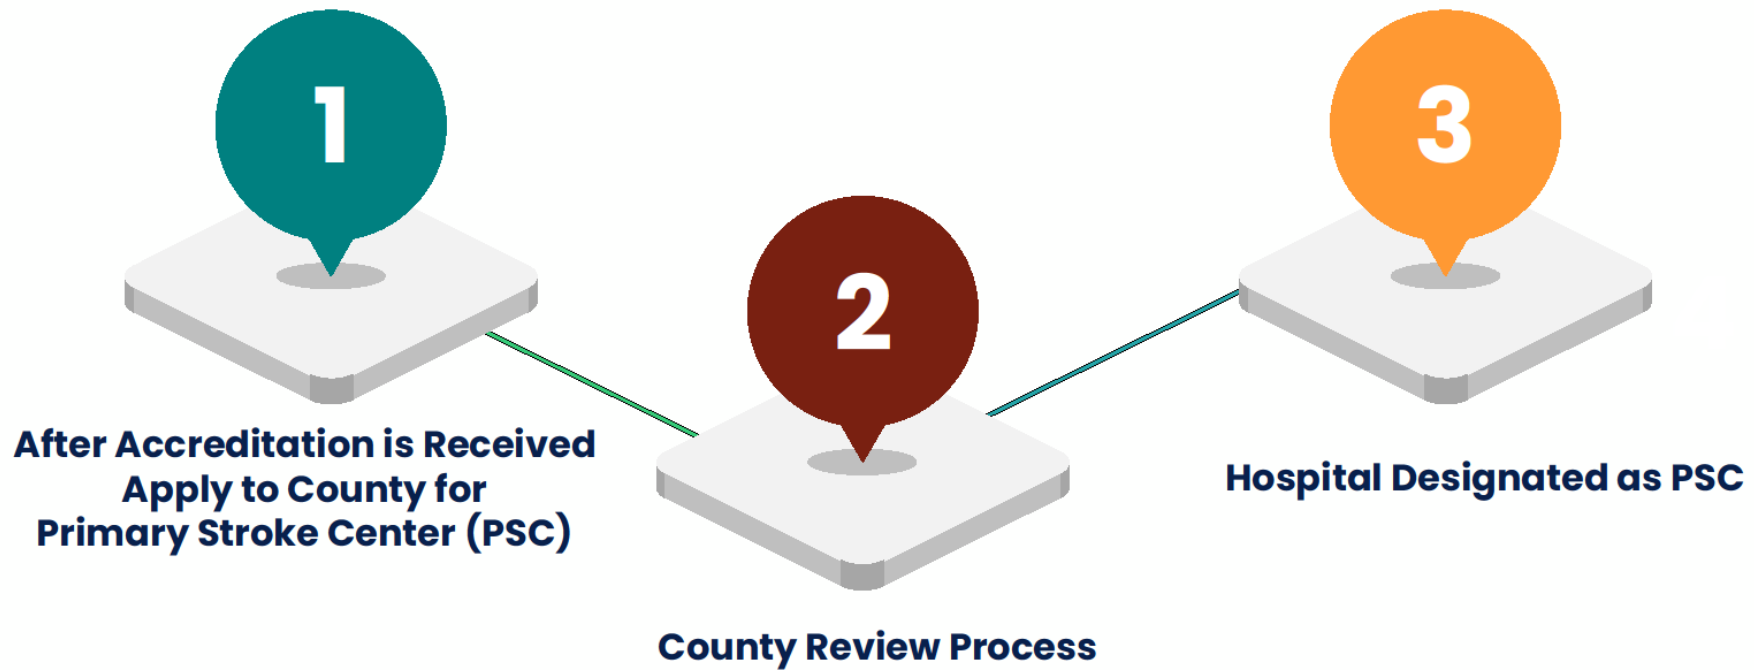 1
After Accreditation is Received
Apply to County for
Primary Stroke Center (PSC)
2
County Review Process
3
Hospital Designated as PSC